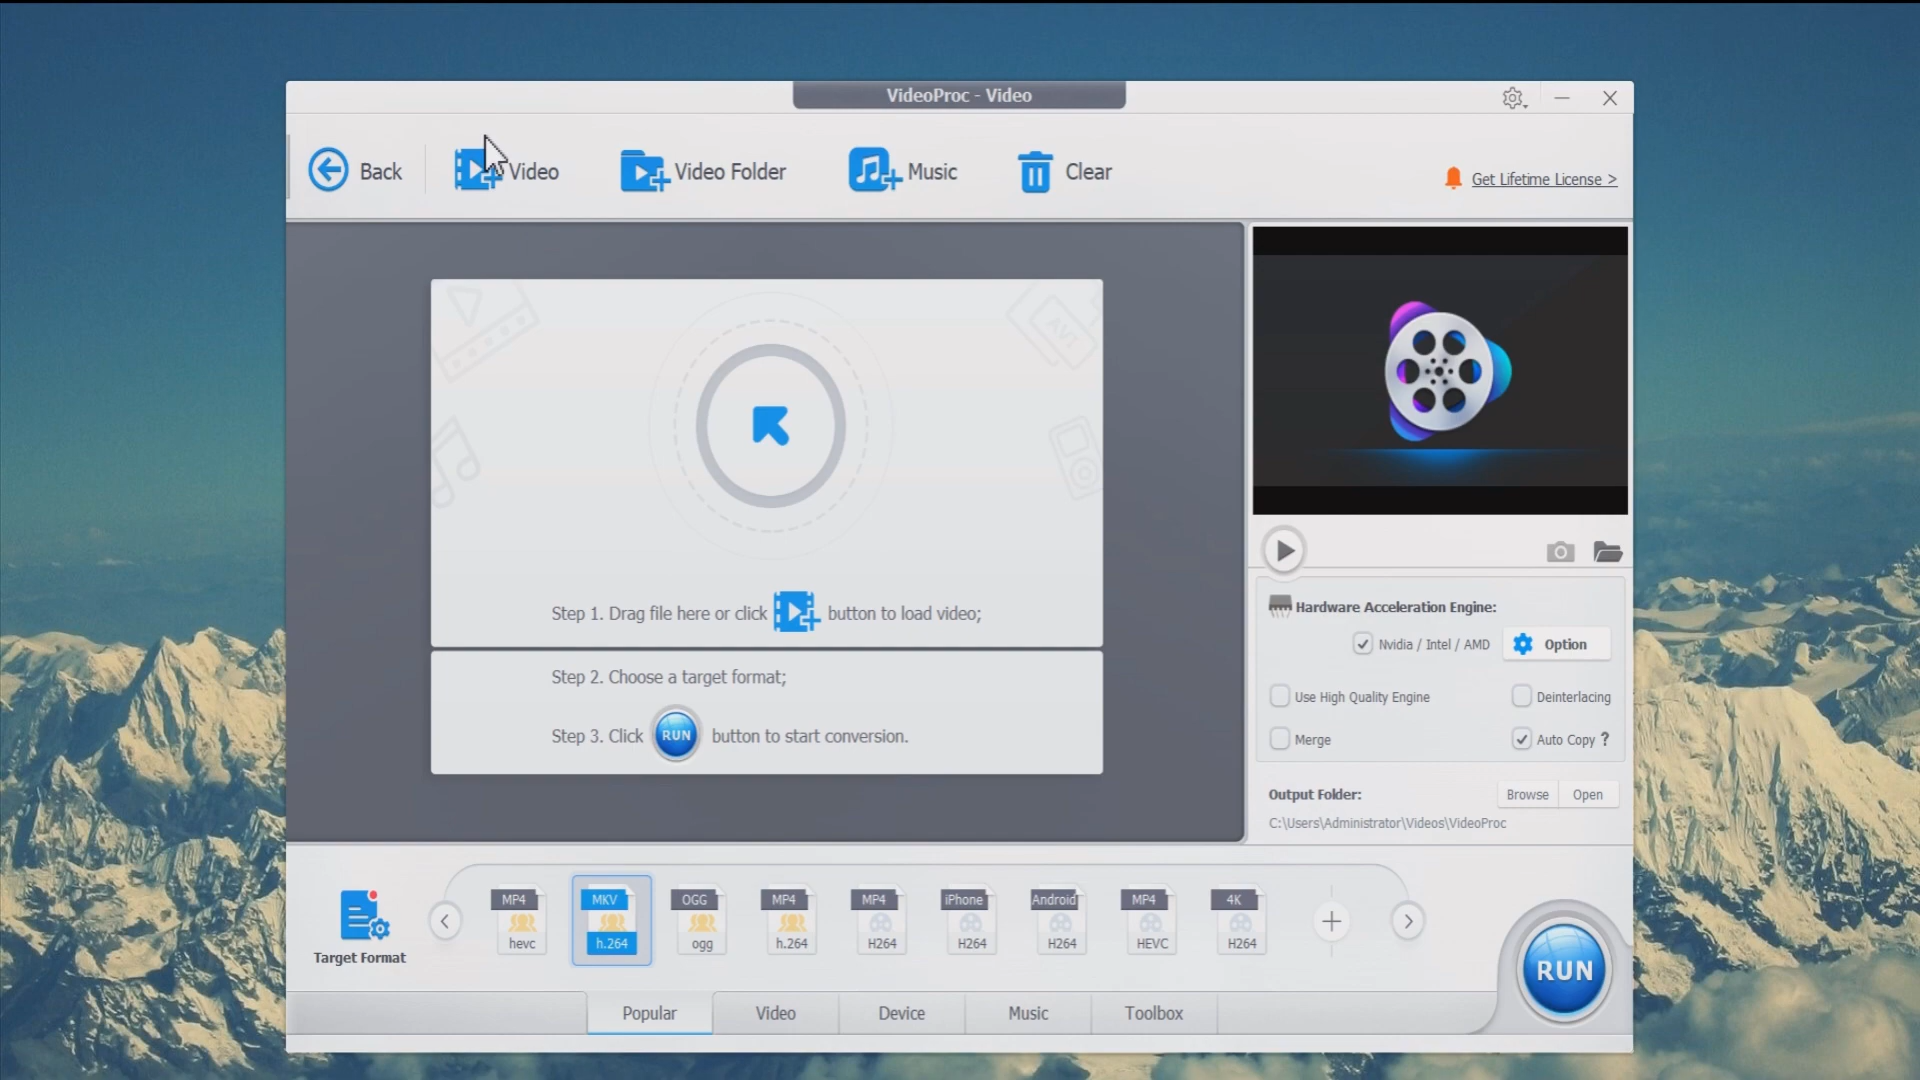 VideoProc - Video
Back
Video
Video Folder
Music
Clear
Get Lifetime License >
AVI
Step 1. Drag file here or click button to load video;
Step 2. Choose a target format;
Step 3. Click RUN button to start conversion.
Hardware Acceleration Engine:
Nvidia / Intel / AMD
Option
Use High Quality Engine
Deinterlacing
Merge
Auto Copy ?
Output Folder:
Browse
Open
C:\Users\Administrator\Videos\VideoProc
Target Format
MP4
hevc
MKV
h.264
OGG
ogg
MP4
h.264
MP4
H264
iPhone
H264
Android
H264
MP4
HEVC
4K
H264
RUN
Popular
Video
Device
Music
Toolbox